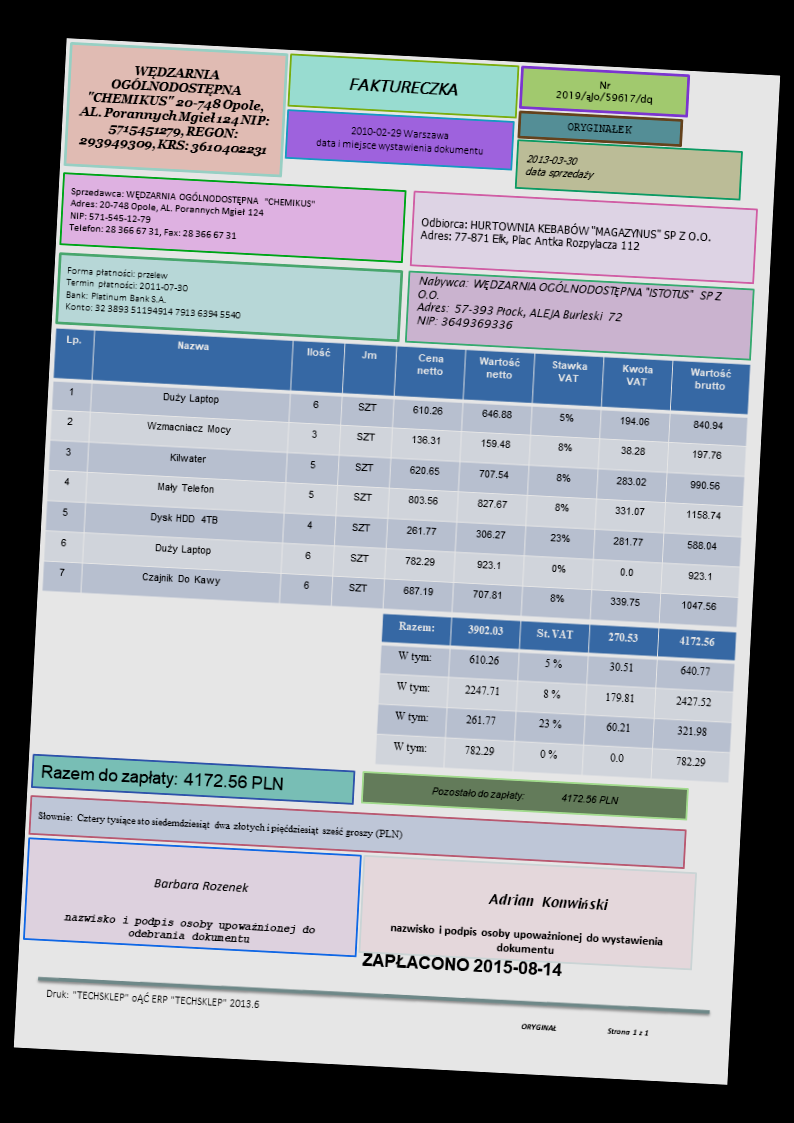 WĘDZARNIA
OGÓLNODOSTĘPNA
"CHEMIKUS" 20-748 Opole,
AL. Porannych Mgieł 124 NIP:
5715451279, REGON:
293949309, KRS: 3610402231
FAKTURECZKA
2010-02-29 Warszawa
data i miejsce wystawienia dokumentu
Nr
2019/ąJo/59617/dq
ORYGINAŁEK
2013-03-30
data sprzedaży
Sprzedawca: WĘDZARNIA OGÓLNODOSTĘPNA "CHEMIKUS"
Adres: 20-748 Opole, AL. Porannych Mgieł 124
NIP: 571-545-12-79
Telefon: 28 366 67 31, Fax: 28 366 67 31
Odbiorca: HURTOWNIA KEBABÓW "MAGAZYNUS" SP Z O.O.
Adres: 77-871 Ełk, Plac Antka Rozpylacza 112
Forma płatności: przelew
Termin płatności: 2011-07-30
Bank: Platinum Bank S.A.
Konto: 32 3893 51194914 7913 6394 5540
Nabywca: WĘDZARNIA OGÓLNODOSTĘPNA "ISTOTUS" SP Z
O.O.
Adres: 57-393 Płock, ALEJA Burleski 72
NIP: 3649369336
Lp. Nazwa Ilość Jm Cena netto Wartość netto Stawka VAT Kwota VAT Wartość brutto
1 Duży Laptop 6 SZT 610.26 646.88 5% 194.06 840.94
2 Wzmacniacz Mocy 3 SZT 136.31 159.48 8% 38.28 197.76
3 Kilwater 5 SZT 620.65 707.54 8% 283.02 990.56
4 Mały Telefon 5 SZT 803.56 827.67 8% 331.07 1158.74
5 Dysk HDD 4TB 4 SZT 261.77 306.27 23% 281.77 588.04
6 Duży Laptop 6 SZT 782.29 923.1 0% 0.0 923.1
7 Czajnik Do Kawy 6 SZT 687.19 707.81 8% 339.75 1047.56
Razem: 3902.03 St. VAT 270.53 4172.56
W tym: 610.26 5 % 30.51 640.77
W tym: 2247.71 8 % 179.81 2427.52
W tym: 261.77 23 % 60.21 321.98
W tym: 782.29 0 % 0.0 782.29
Razem do zapłaty: 4172.56 PLN
Pozostało do zapłaty: 4172.56 PLN
Słownie: Cztery tysiące sto siedemdziesiąt dwa złotych i pięćdziesiąt sześć groszy (PLN)
Barbara Rozenek
nazwisko i podpis osoby upoważnionej do
odebrania dokumentu
Adrian Konwiński
nazwisko i podpis osoby upoważnionej do wystawienia
dokumentu
ZAPŁACONO 2015-08-14
Druk: "TECHSKLEP" oĄĆ ERP "TECHSKLEP" 2013.6
ORYGINAŁ Strona 1 z 1